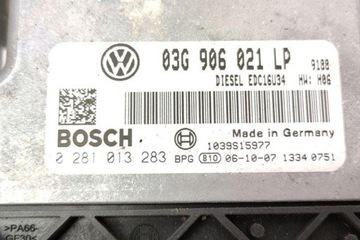 03G 906 021 LP 9188
DIESEL EDC16U34 HW: H06
BOSCH
Made in Germany
1039S15977
0 281 013 283 BPG 810 06-10-07 1334 0751
>PA66-
GF30<